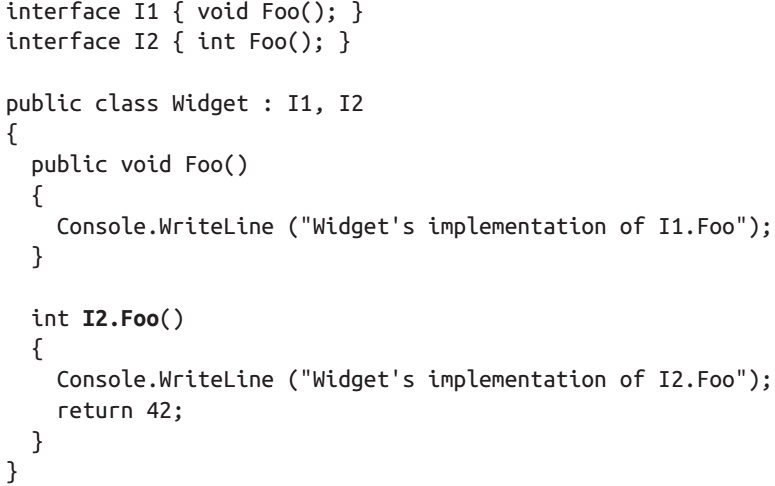 interface I1 { void Foo(); }
interface I2 { int Foo(); }

public class Widget : I1, I2
{
  public void Foo()
  {
    Console.WriteLine ("Widget's implementation of I1.Foo");
  }

  int I2.Foo()
  {
    Console.WriteLine ("Widget's implementation of I2.Foo");
    return 42;
  }
}